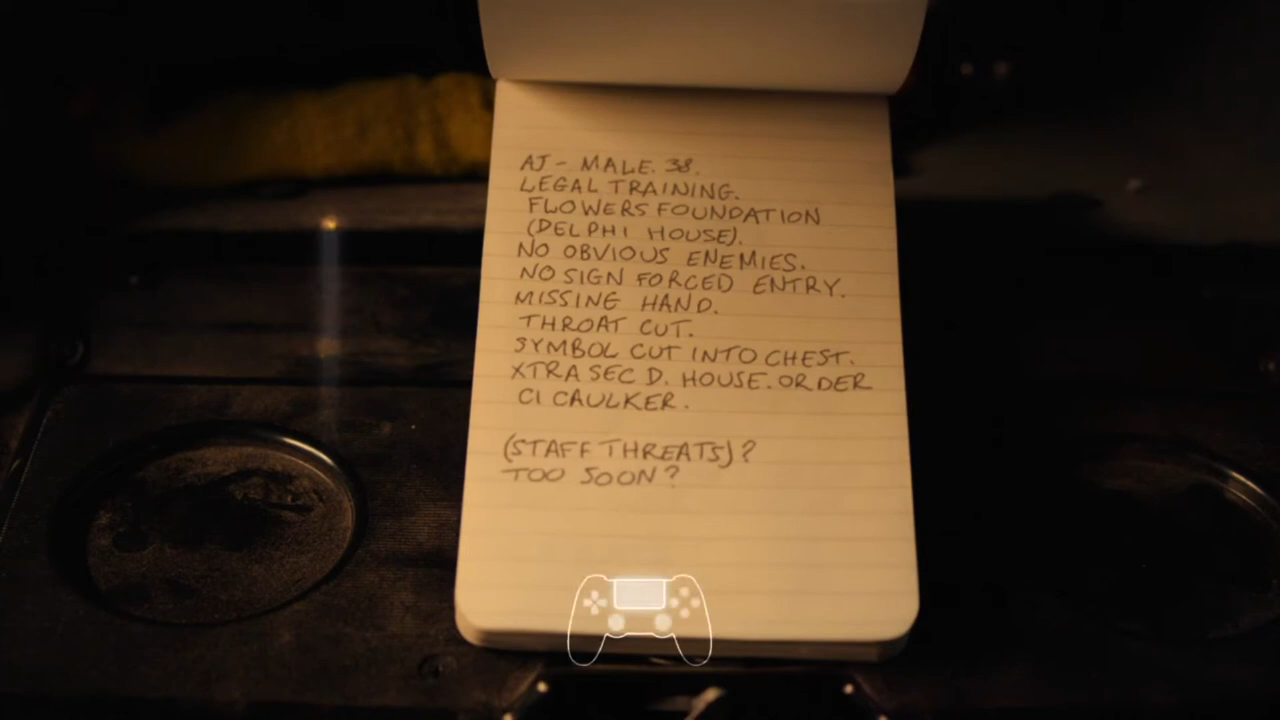 AJ - MALE. 38.
LEGAL TRAINING.
FLOWERS FOUNDATION
(DELPHI HOUSE).
NO OBVIOUS ENEMIES.
NO SIGN FORCED ENTRY.
MISSING HAND.
THROAT CUT.
SYMBOL CUT INTO CHEST.
XTRA SEC D. HOUSE. ORDER
CI CAULKER.
(STAFF THREATS)?
TOO SOON?